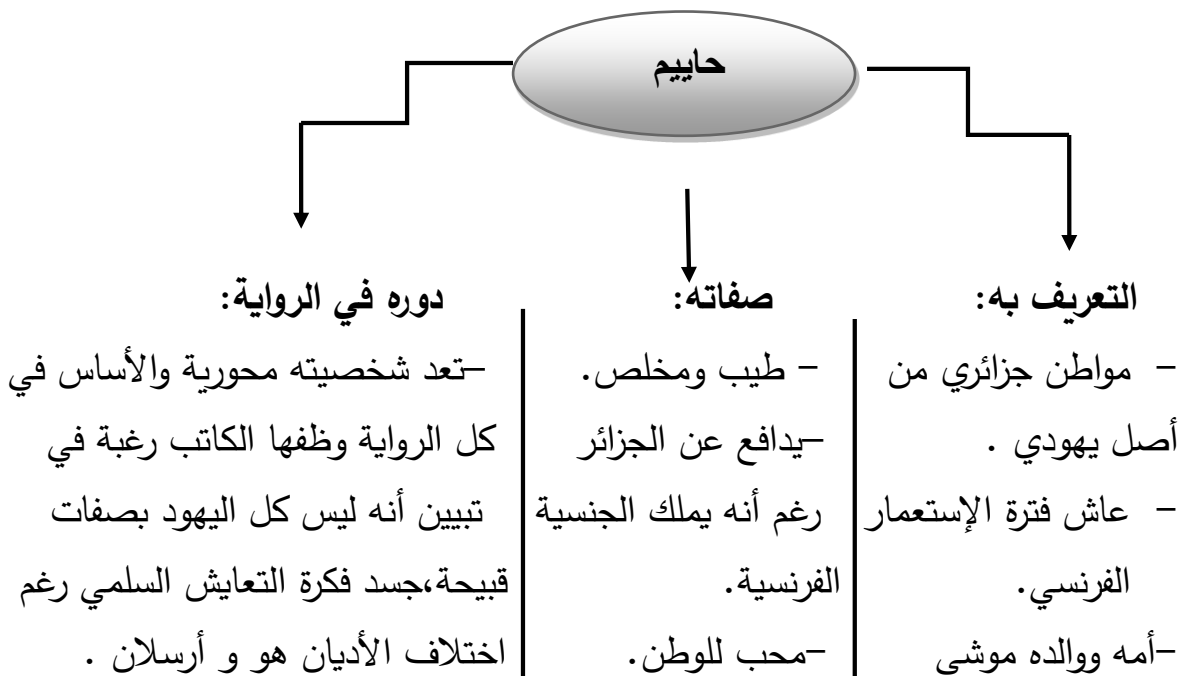 حاييم
التعريف به:
– مواطن جزائري من
أصل يهودي .
– عاش فترة الإستعمار
الفرنسي.
–أمه ووالده موشي
صفاته:
– طيب ومخلص.
–يدافع عن الجزائر
رغم أنه يملك الجنسية
الفرنسية.
–محب للوطن.
دوره في الرواية:
–تعد شخصيته محورية والأساس في
كل الرواية وظفها الكاتب رغبة في
تبيين أنه ليس كل اليهود بصفات
قبيحة،جسد فكرة التعايش السلمي رغم
اختلاف الأديان هو و أرسلان .